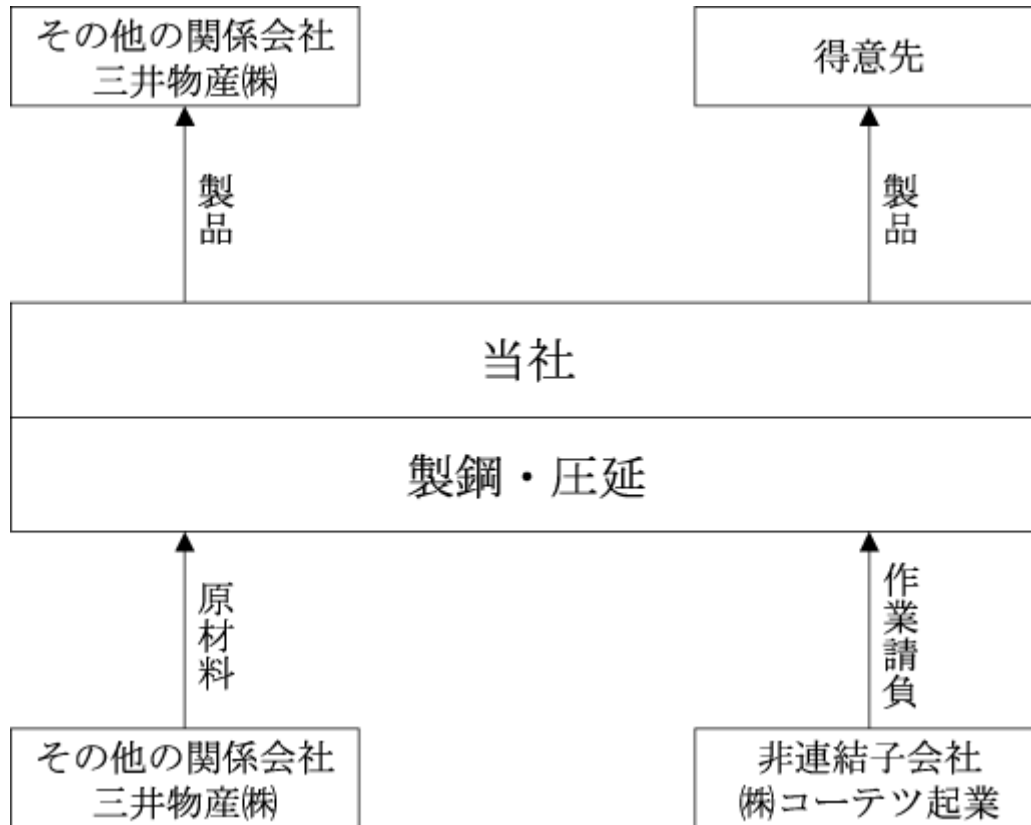 その他の関係会社
三井物産㈱
得意先
製品
製品
当社
製鋼・圧延
原材料
作業請負
その他の関係会社
三井物産㈱
非連結子会社
㈱コーテツ起業